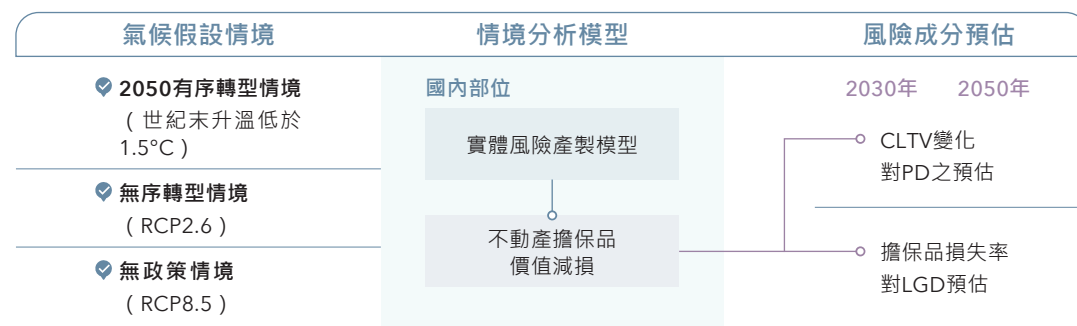 氣候假設情境
情境分析模型
風險成分預估
2050有序轉型情境
(世紀末升溫低於
1.5°C)
無序轉型情境
(RCP2.6)
無政策情境
(RCP8.5)
國內部位
實體風險產製模型
不動產擔保品
價值減損
2030年 2050年
CLTV變化
對PD之預估
擔保品損失率
對LGD預估